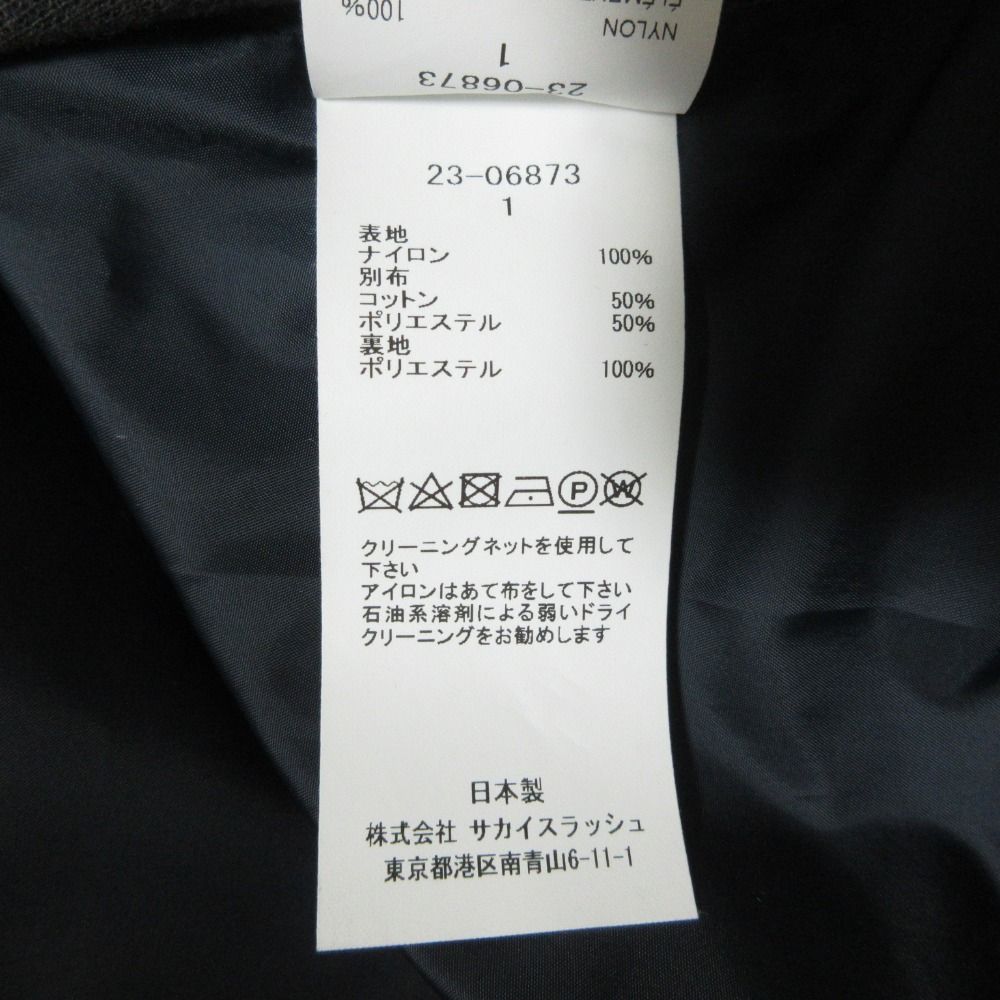 100%
ÉLÉMENT
NYLON
1
23-06873
23-06873
1
表地
ナイロン 100%
別布
コットン 50%
ポリエステル 50%
裏地
ポリエステル 100%
P W
クリーニングネットを使用して
下さい
アイロンはあて布をして下さい
石油系溶剤による弱いドライ
クリーニングをお勧めします
日本製
株式会社 サカイスラッシュ
東京都港区南青山6-11-1